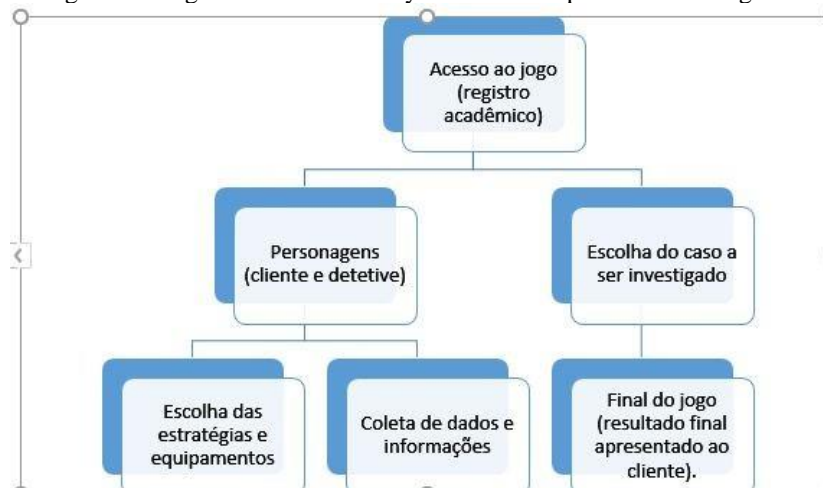 Acesso ao jogo
(registro
acadêmico)
Personagens
(cliente e detetive)
Escolha do caso a
ser investigado
Escolha das
estratégias e
equipamentos
Coleta de dados e
informações
Final do jogo
(resultado final
apresentado ao
cliente).